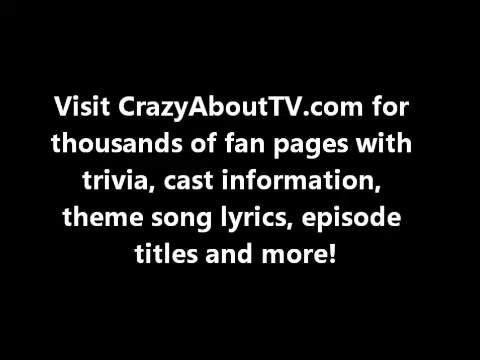 Visit CrazyAboutTV.com for
thousands of fan pages with
trivia, cast information,
theme song lyrics, episode
titles and more!